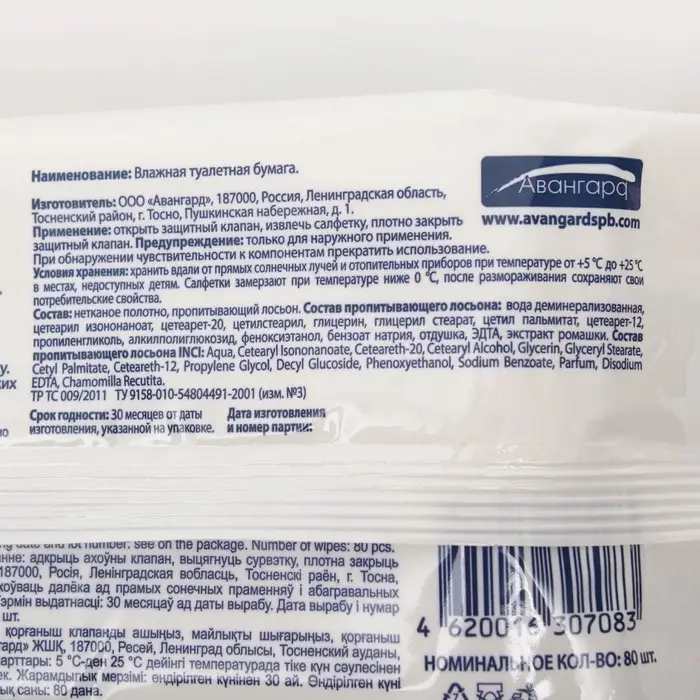 Наименование: Влажная туалетная бумага.
Авангард
www.avangardspb.com
Изготовитель: ООО «Авангард», 187000, Россия, Ленинградская область,
Тосненский район, г. Тосно, Пушкинская набережная, д. 1.
Применение: открыть защитный клапан, извлечь салфетку, плотно закрыть
защитный клапан. Предупреждение: только для наружного применения.
При обнаружении чувствительности к компонентам прекратить использование.
Условия хранения: хранить вдали от прямых солнечных лучей и отопительных приборов при температуре от +5 °С до +25 °С
в местах, недоступных детям. Салфетки замерзают при температуре ниже 0 °С, после размораживания сохраняют свои
потребительские свойства.
Состав: нетканое полотно, пропитывающий лосьон. Состав пропитывающего лосьона: вода деминерализованная,
цетеарил изононаноат, цетеарет-20, цетилстеарил, глицерин, глицерил стеарат, цетил пальмитат, цетеарет-12,
пропиленгликоль, алкилполиглюкозид, феноксиэтанол, бензоат натрия, отдушка, ЭДТА, экстракт ромашки. Состав
пропитывающего лосьона INCI: Aqua, Cetearyl Isononanoate, Ceteareth-20, Cetearyl Alcohol, Glycerin, Glyceryl Stearate,
Cetyl Palmitate, Ceteareth-12, Propylene Glycol, Decyl Glucoside, Phenoxyethanol, Sodium Benzoate, Parfum, Disodium
EDTA, Chamomilla Recutita.
ТР ТС 009/2011 ТУ 9158-010-54804491-2001 (изм. №3)
Срок годности: 30 месяцев от даты
изготовления, указанной на упаковке.
Дата изготовления
и номер партии:
date and lot number: see on the package. Number of wipes: 80 pcs.
адкрыць ахоўны клапан, выцягнуць сурвэтку, плотна закрыць
187000, Расія, Ленінградская вобласць, Тосненскі раён, г. Тосна,
далёка ад прамых сонечных праменняў і абагравальных
выдатнасці: 30 месяцаў ад даты вырабу. Дата вырабу і нумар
шт.
қорғаныш клапанды ашыңыз, майлықты шығарыңыз, қорғаныш
ЖШҚ, 187000, Ресей, Ленинград облысы, Тосненский ауданы,
5 °С-ден 25 °С дейінгі температурада тіке күн сәулесінен
Жарамдылық мерзімі: өндірілген күнінен 30 ай. Өндірілген күні
саны: 80 дана.
4 620016 307083
НОМИНАЛЬНОЕ КОЛ-ВО: 80 шт.